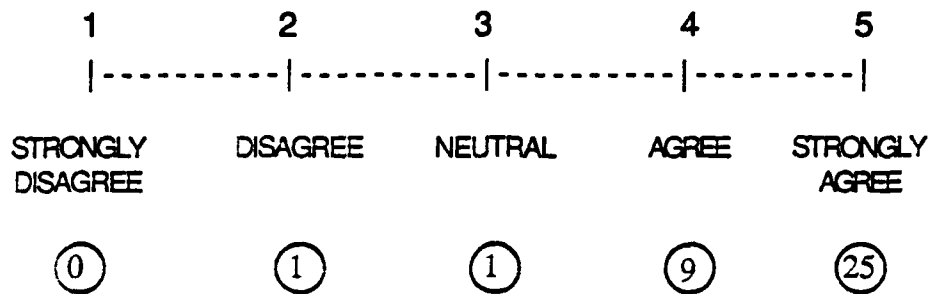 1 2 3 4 5
|-----------|-----------|-----------|----------|
STRONGLY DISAGREE NEUTRAL AGREE STRONGLY
DISAGREE AGREE
0 1 1 9 25